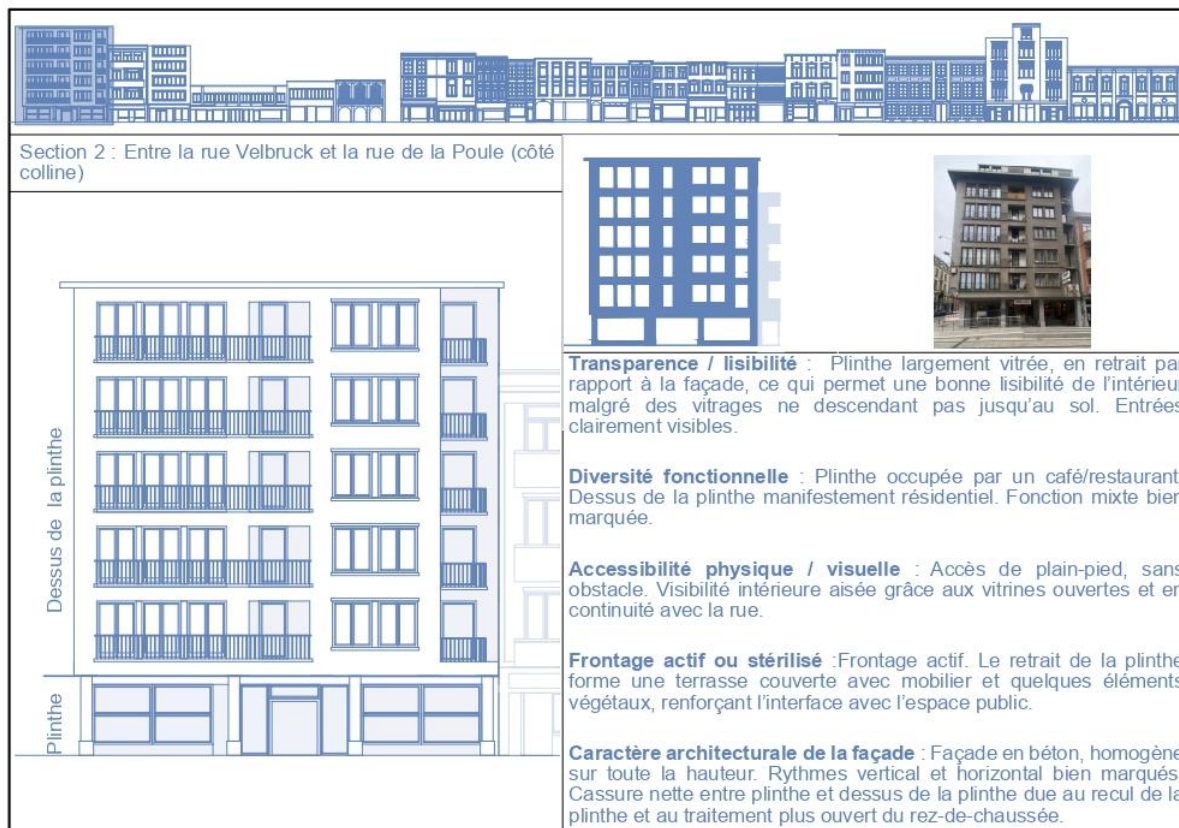 Section 2 : Entre la rue Velbruck et la rue de la Poule (côté
colline)
Dessus de la plinthe
Plinthe
Transparence / lisibilité : Plinthe largement vitrée, en retrait pa
rapport à la façade, ce qui permet une bonne lisibilité de l'intérieu
malgré des vitrages ne descendant pas jusqu'au sol. Entrées
clairement visibles.
Diversité fonctionnelle : Plinthe occupée par un café/restaurant
Dessus de la plinthe manifestement résidentiel. Fonction mixte bien
marquée.
Accessibilité physique / visuelle : Accès de plain-pied, sans
obstacle. Visibilité intérieure aisée grâce aux vitrines ouvertes et en
continuité avec la rue.
Frontage actif ou stérilisé :Frontage actif. Le retrait de la plinthe
forme une terrasse couverte avec mobilier et quelques éléments
végétaux, renforçant l'interface avec l'espace public.
Caractère architecturale de la façade : Façade en béton, homogène
sur toute la hauteur. Rythmes vertical et horizontal bien marqués
Cassure nette entre plinthe et dessus de la plinthe due au recul de la
plinthe et au traitement plus ouvert du rez-de-chaussée.